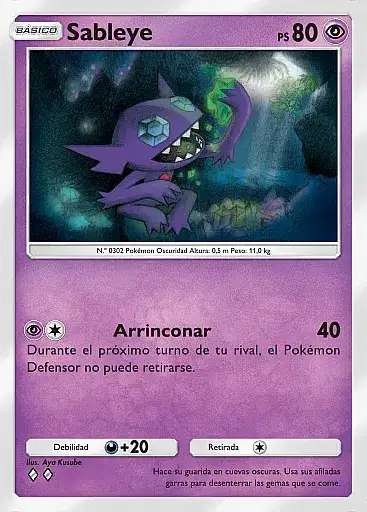 BÁSICO Sableye PS 80
N.º 0302 Pokémon Oscuridad Altura: 0,5 m Peso: 11,0 kg
Arrinconar 40
Durante el próximo turno de tu rival, el Pokémon
Defensor no puede retirarse.
Debilidad +20 Retirada
Ilus. Aya Kusube
Hace su guarida en cuevas oscuras. Usa sus afiladas
garras para desenterrar las gemas que se come.